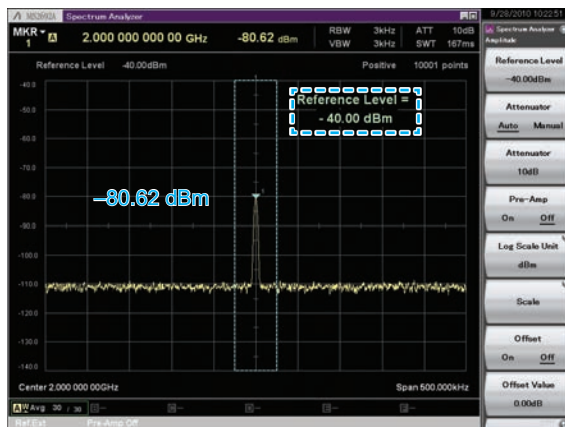 MS2692A Spectrum Analyzer
9/28/2010 10:22:51
MKR 1 A 2.000 000 000 00 GHz -80.62 dBm
RBW 3kHz ATT 10dB
VBW 3kHz SWT 167ms
Reference Level -40.00dBm Positive 10001 points
-40.0
Reference Level =
- 40.00 dBm
-60.0
-70.0
-80.0
–80.62 dBm
1
-90.0
-100.0
-110.0
-120.0
-130.0
-140.0
Center 2.000 000 00GHz Span 500.000kHz
A W Avg 30 / 30
Ref.Ext Pre-Amp Off
Spectrum Analyzer
Amplitude
Reference Level
-40.00dBm
Attenuator
Auto Manual
Attenuator
10dB
Pre-Amp
On Off
Log Scale Unit
dBm
Scale
Offset
On Off
Offset Value
0.00dB